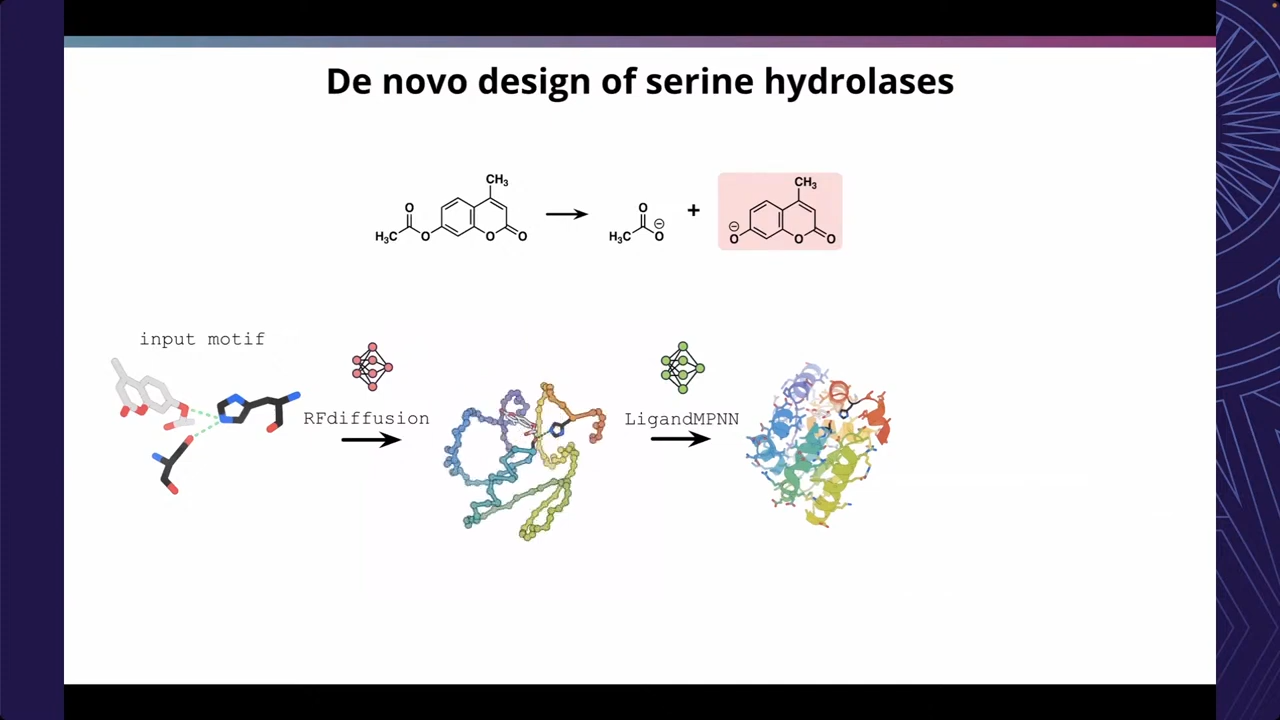 De novo design of serine hydrolases
CH₃
CH₃
O
O
+
H₃C
O
O
O
H₃C
O
⊖
⊖
O
O
O
input motif
RFdiffusion
LigandMPNN